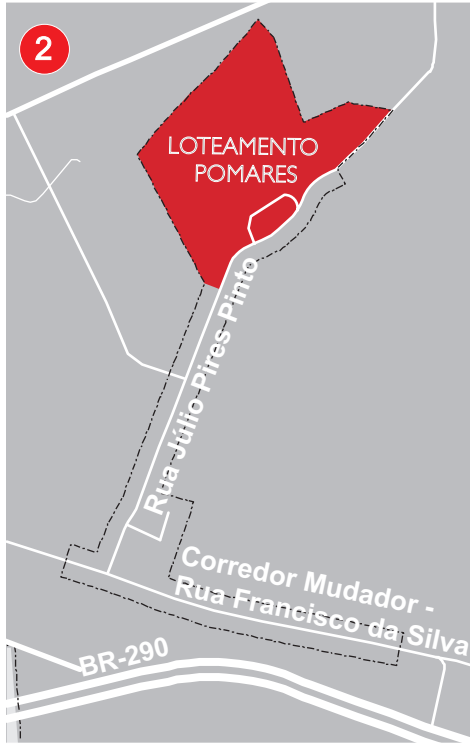 2
LOTEAMENTO
POMARES
Rua Júlio Pires Pinto
Corredor Mudador -
Rua Francisco da Silva
BR-290